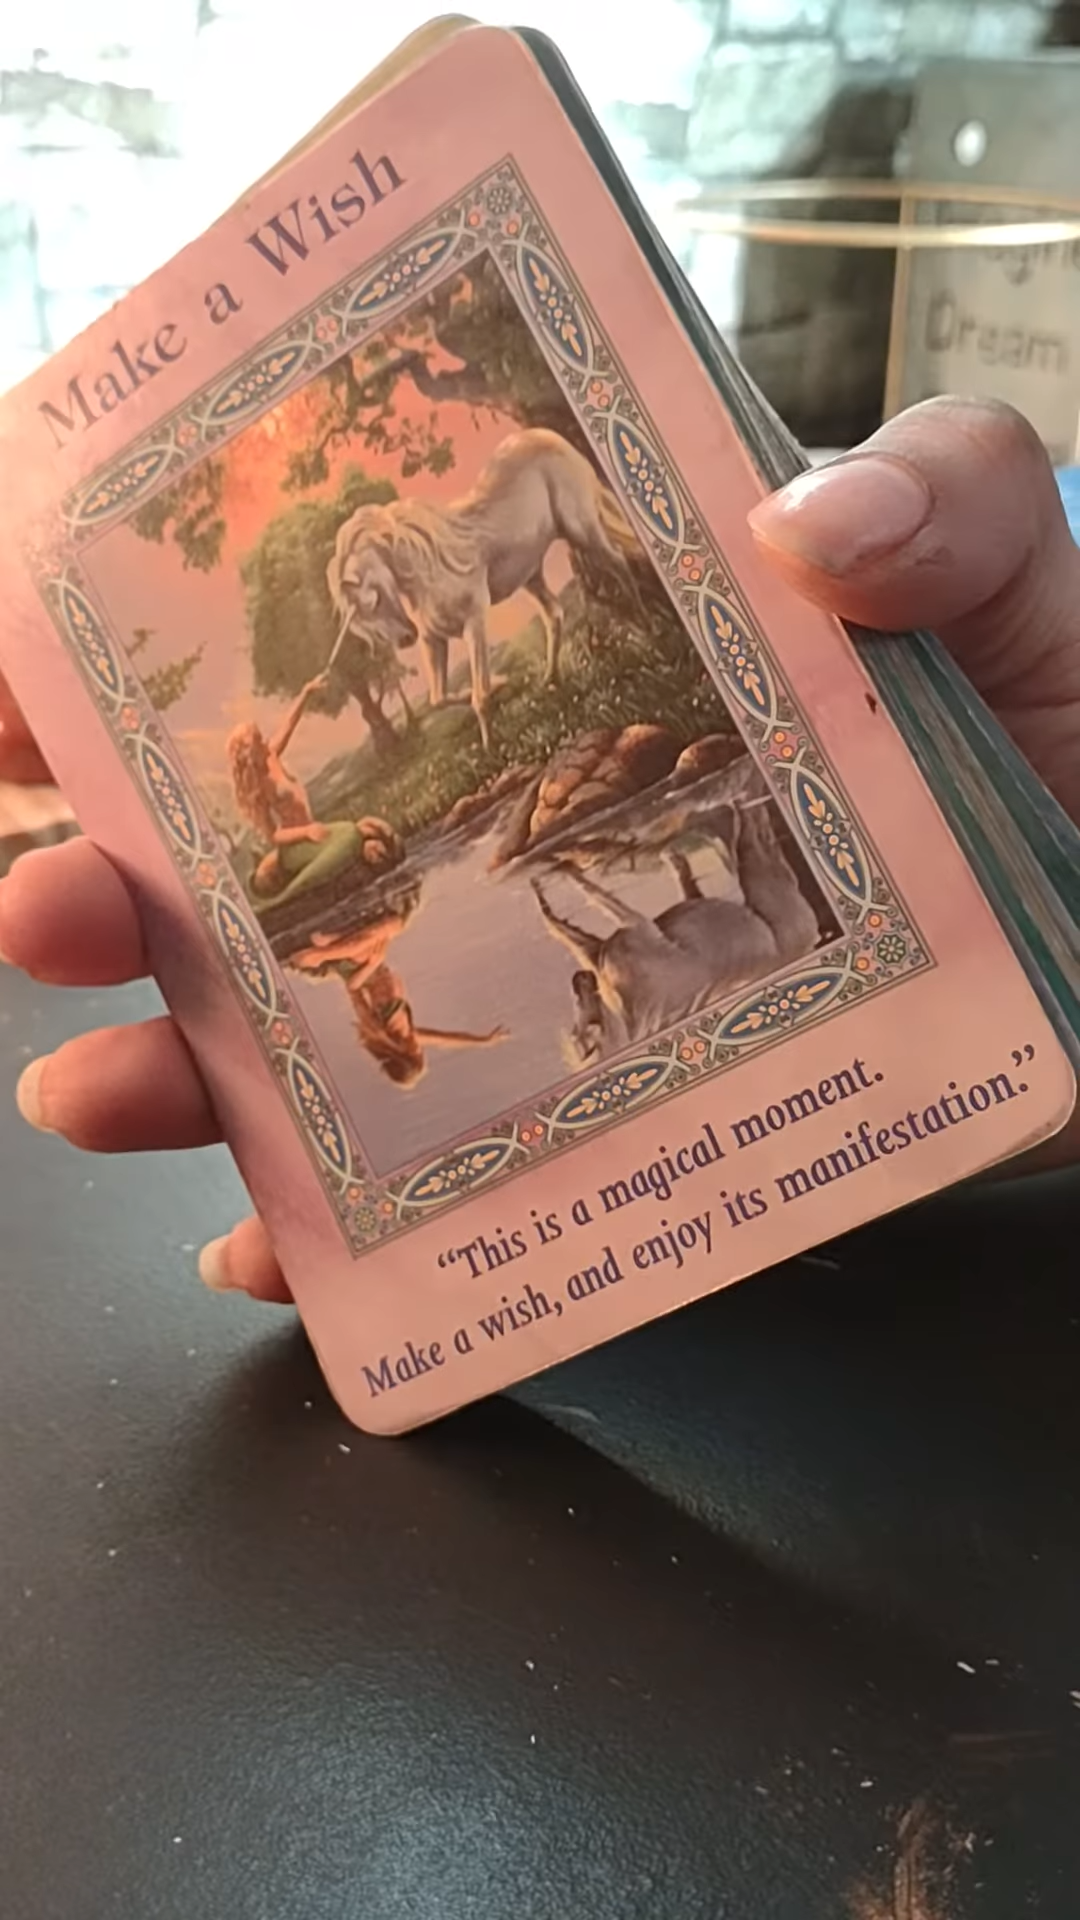 Make a Wish
Dream
“This is a magical moment.
Make a wish, and enjoy its manifestation.”